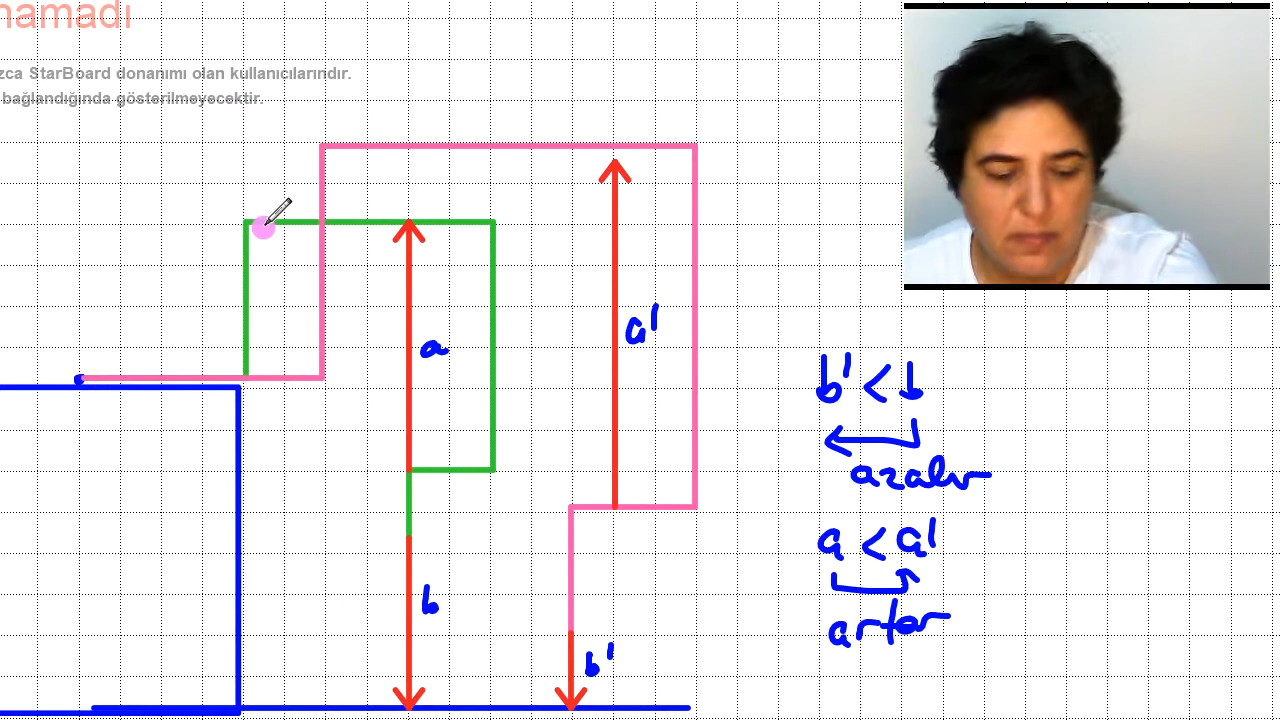 namadı
zca StarBoard donanımı olan kullanıcılarındır.
bağlandığında gösterilmeyecektir.
a
a'
b
b'
b' < b
azalır
a < a'
artar